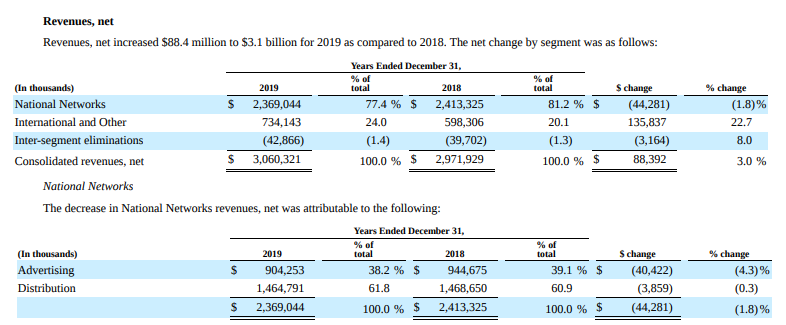 Revenues, net
Revenues, net increased $88.4 million to $3.1 billion for 2019 as compared to 2018. The net change by segment was as follows:
Years Ended December 31,
(In thousands) 2019 % of total 2018 % of total $ change % change
National Networks $ 2,369,044 77.4 % $ 2,413,325 81.2 % $ (44,281) (1.8)%
International and Other 734,143 24.0 598,306 20.1 135,837 22.7
Inter-segment eliminations (42,866) (1.4) (39,702) (1.3) (3,164) 8.0
Consolidated revenues, net $ 3,060,321 100.0 % $ 2,971,929 100.0 % $ 88,392 3.0 %
National Networks
The decrease in National Networks revenues, net was attributable to the following:
Years Ended December 31,
(In thousands) 2019 % of total 2018 % of total $ change % change
Advertising $ 904,253 38.2 % $ 944,675 39.1 % $ (40,422) (4.3)%
Distribution 1,464,791 61.8 1,468,650 60.9 (3,859) (0.3)
$ 2,369,044 100.0 % $ 2,413,325 100.0 % $ (44,281) (1.8)%